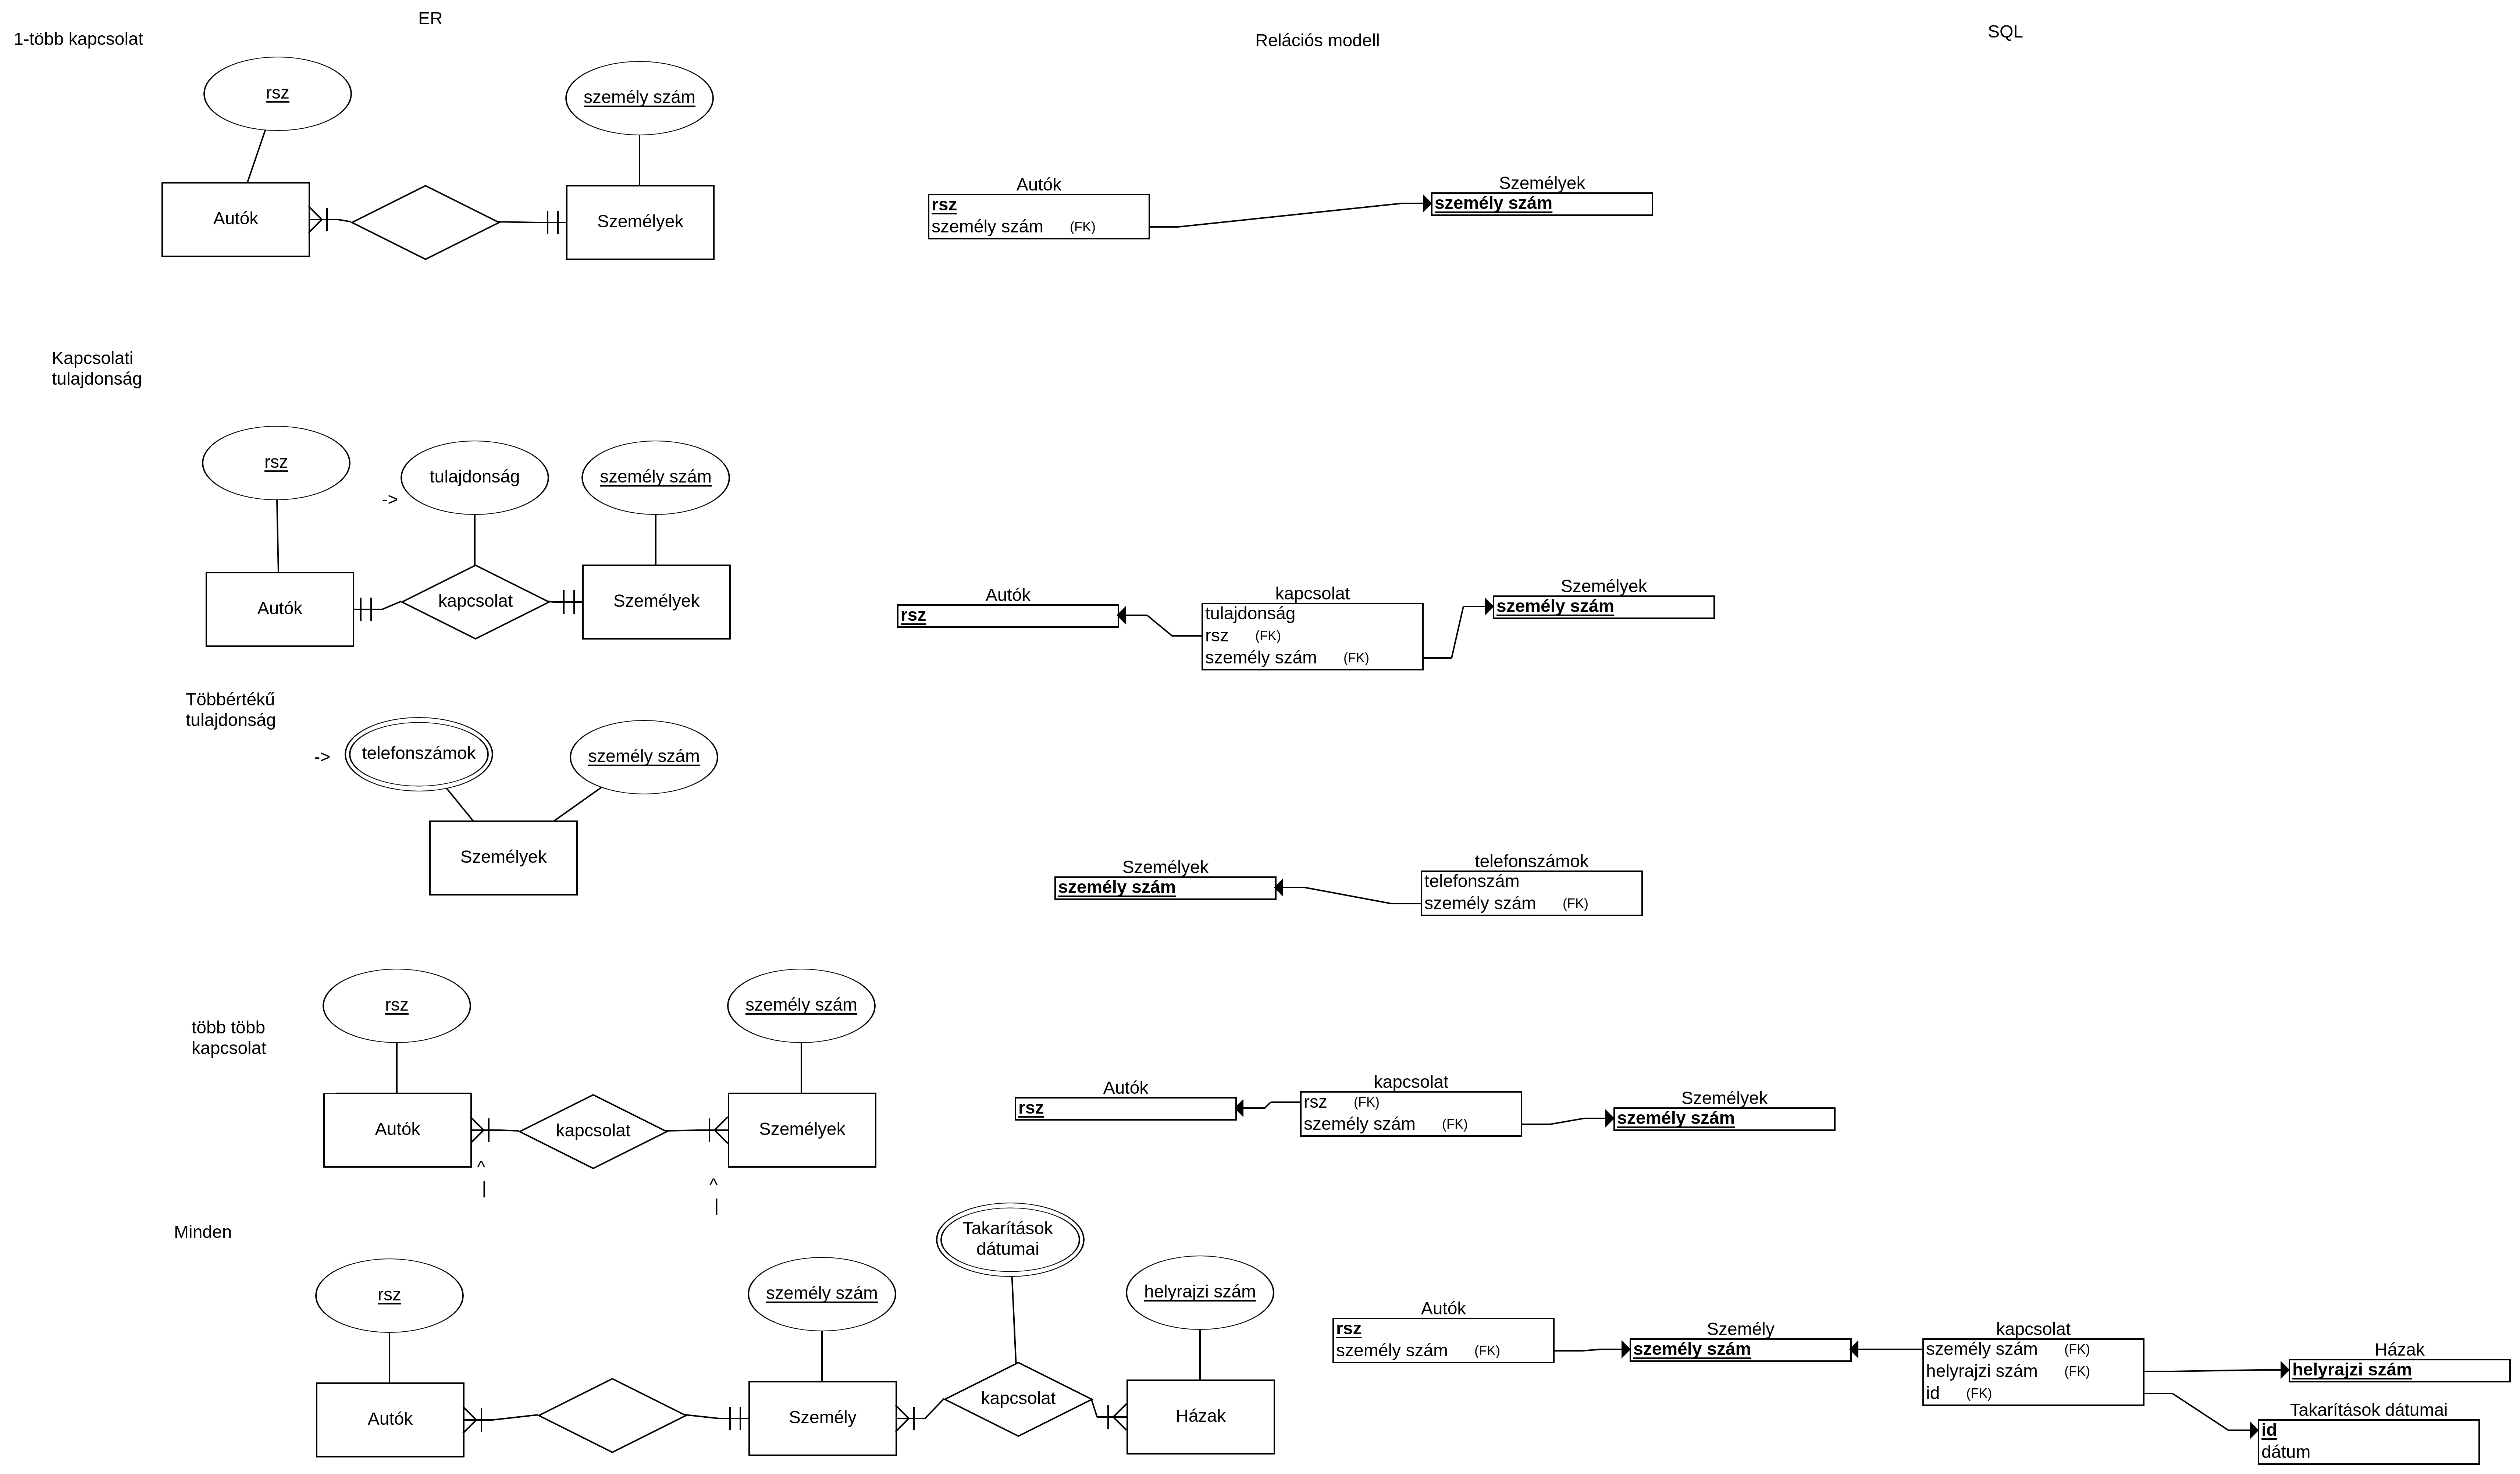 ER
Relációs modell
SQL
1-több kapcsolat
rsz
személy szám
Autók
Személyek
Autók
rsz
személy szám (FK)
Személyek
személy szám
Kapcsolati
tulajdonság
rsz
->
tulajdonság
személy szám
Autók
kapcsolat
Személyek
Autók
rsz
kapcsolat
tulajdonság
rsz (FK)
személy szám (FK)
Személyek
személy szám
Többértékű
tulajdonság
->
telefonszámok
személy szám
Személyek
Személyek
személy szám
telefonszámok
telefonszám
személy szám (FK)
több több
kapcsolat
rsz
személy szám
Autók
kapcsolat
Személyek
^
|
^
|
Autók
rsz
kapcsolat
rsz (FK)
személy szám (FK)
Személyek
személy szám
Minden
rsz
személy szám
Takarítások
dátumai
helyrajzi szám
Autók
Személy
kapcsolat
Házak
Autók
rsz
személy szám (FK)
Személy
személy szám
kapcsolat
személy szám (FK)
helyrajzi szám (FK)
id (FK)
Házak
helyrajzi szám
Takarítások dátumai
id
dátum